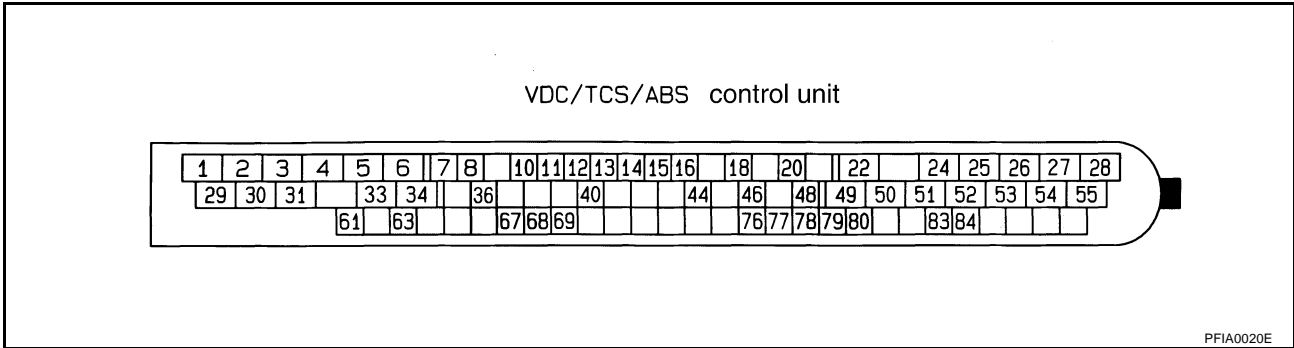 VDC/TCS/ABS control unit
1 2 3 4 5 6 7 8 10 11 12 13 14 15 16 18 20 22 24 25 26 27 28
29 30 31 33 34 36 40 44 46 48 49 50 51 52 53 54 55
61 63 67 68 69 76 77 78 79 80 83 84
PFIA0020E